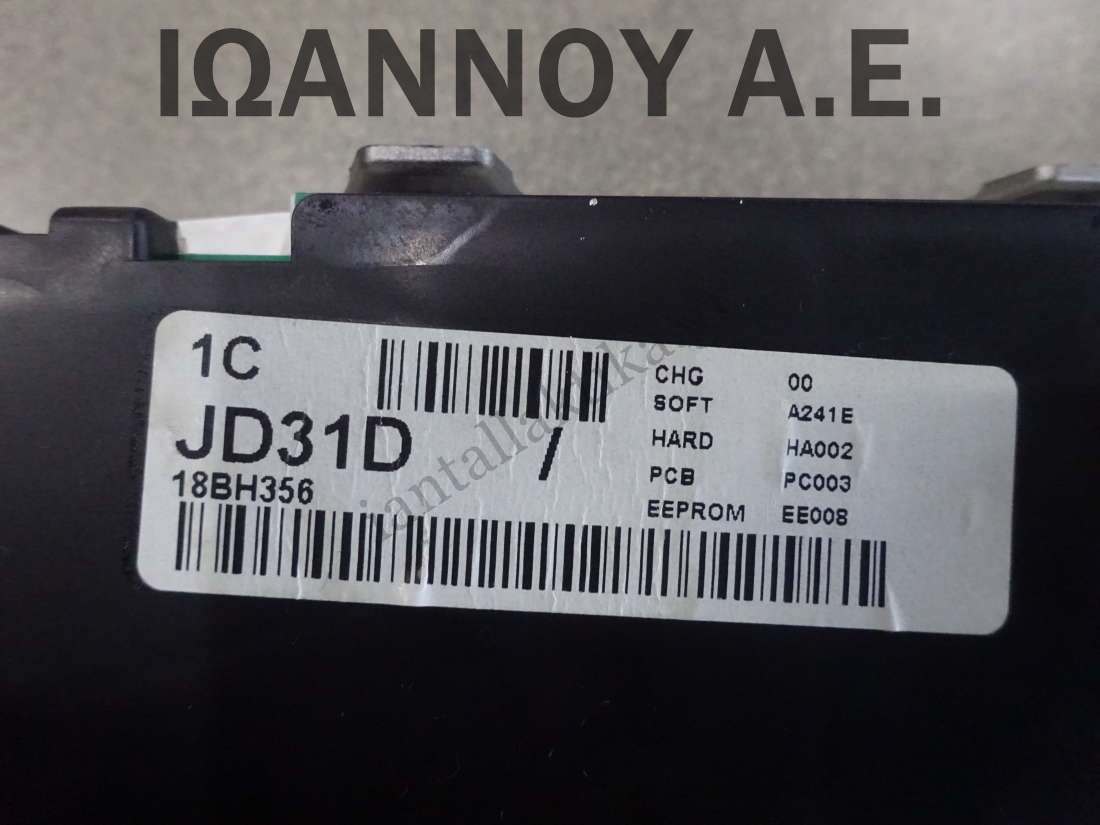 ΙΩΑΝΝΟΥ Α.Ε.
1C
JD31D /
18BH356
CHG 00
SOFT A241E
HARD HA002
PCB PC003
EEPROM EE008